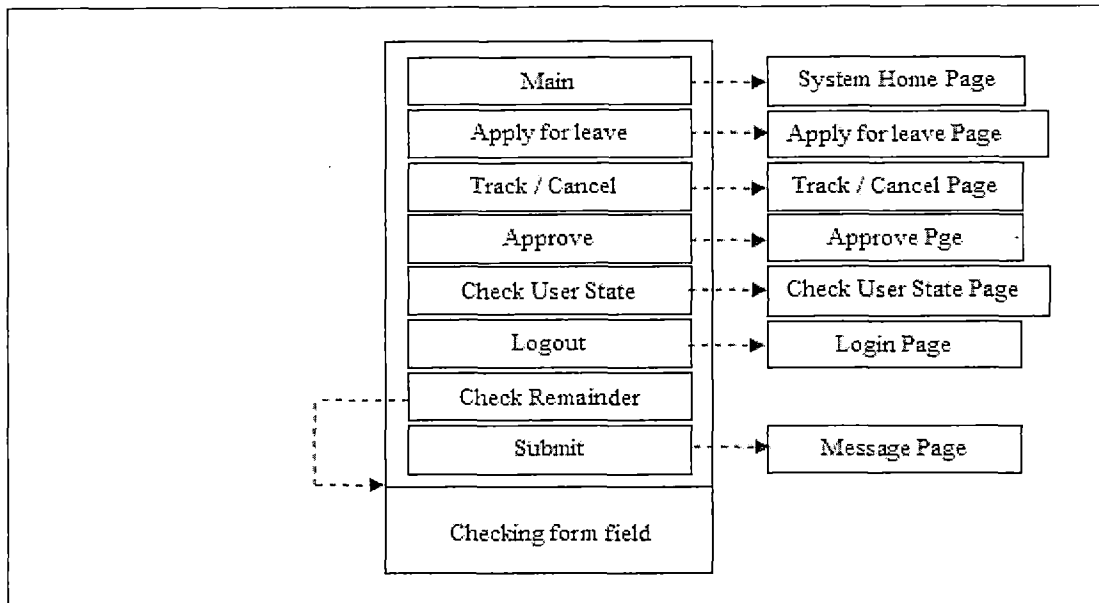 Main
System Home Page
Apply for leave
Apply for leave Page
Track / Cancel
Track / Cancel Page
Approve
Approve Pge
Check User State
Check User State Page
Logout
Login Page
Check Remainder
Submit
Message Page
Checking form field